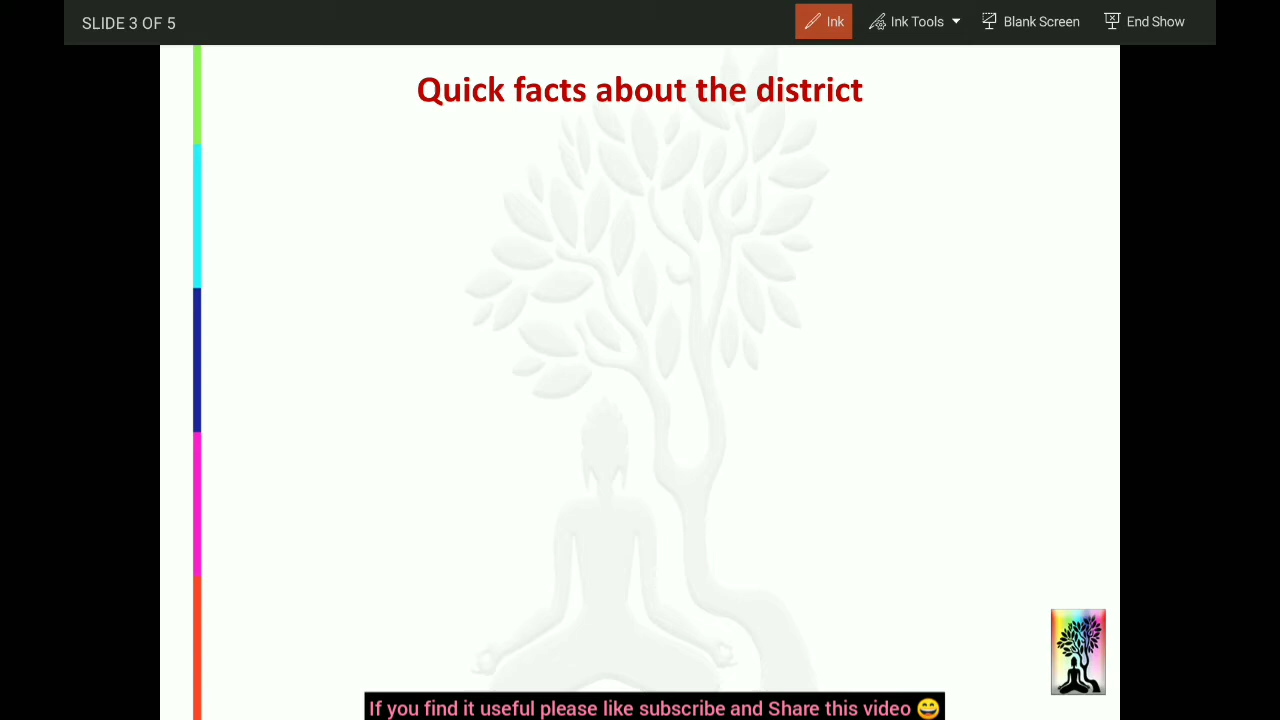 SLIDE 3 OF 5
Ink
Ink Tools
Blank Screen
End Show
Quick facts about the district
If you find it useful please like subscribe and Share this video 😄